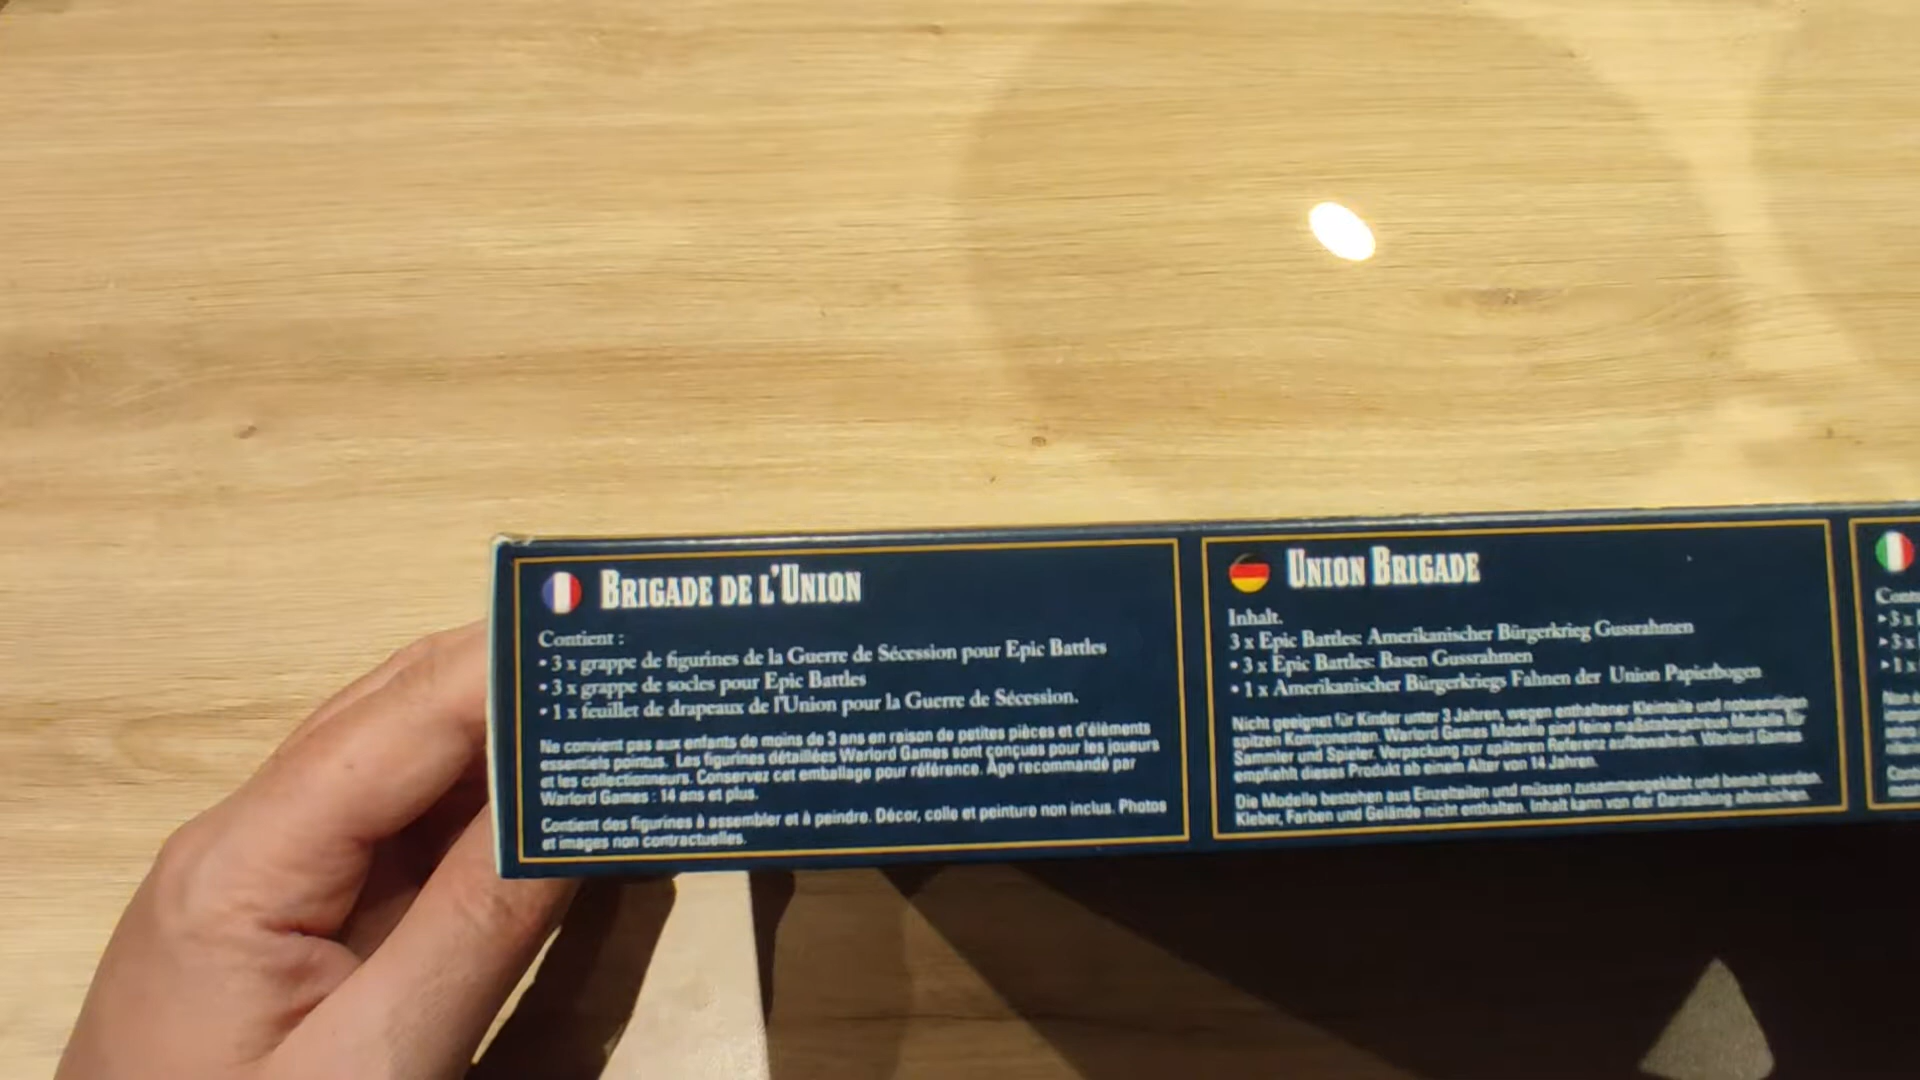 BRIGADE DE L'UNION
Contient :
• 3 x grappe de figurines de la Guerre de Sécession pour Epic Battles
• 3 x grappe de socles pour Epic Battles
• 1 x feuillet de drapeaux de l'Union pour la Guerre de Sécession.
Ne convient pas aux enfants de moins de 3 ans en raison de petites pièces et d'éléments
essentiels pointus. Les figurines détaillées Warlord Games sont conçues pour les joueurs
et les collectionneurs. Conservez cet emballage pour référence. Age recommandé par
Warlord Games : 14 ans et plus.
Contient des figurines à assembler et à peindre. Décor, colle et peinture non inclus. Photos
et images non contractuelles.
UNION BRIGADE
Inhalt.
3 x Epic Battles: Amerikanischer Bürgerkrieg Gussrahmen
• 3 x Epic Battles: Basen Gussrahmen
• 1 x Amerikanischer Bürgerkriegs Fahnen der Union Papierbogen
Nicht geeignet für Kinder unter 3 Jahren, wegen enthaltener Kleinteile und notwendigen
spitzen Komponenten. Warlord Games Modelle sind feine maßstabsgetreue Modelle für
Sammler und Spieler. Verpackung zur späteren Referenz aufbewahren. Warlord Games
empfiehlt dieses Produkt ab einem Alter von 14 Jahren.
Die Modelle bestehen aus Einzelteilen und müssen zusammengeklebt und bemalt werden.
Kleber, Farben und Gelände nicht enthalten. Inhalt kann von der Darstellung abweichen.
• 3 x
• 3 x
• 1 x